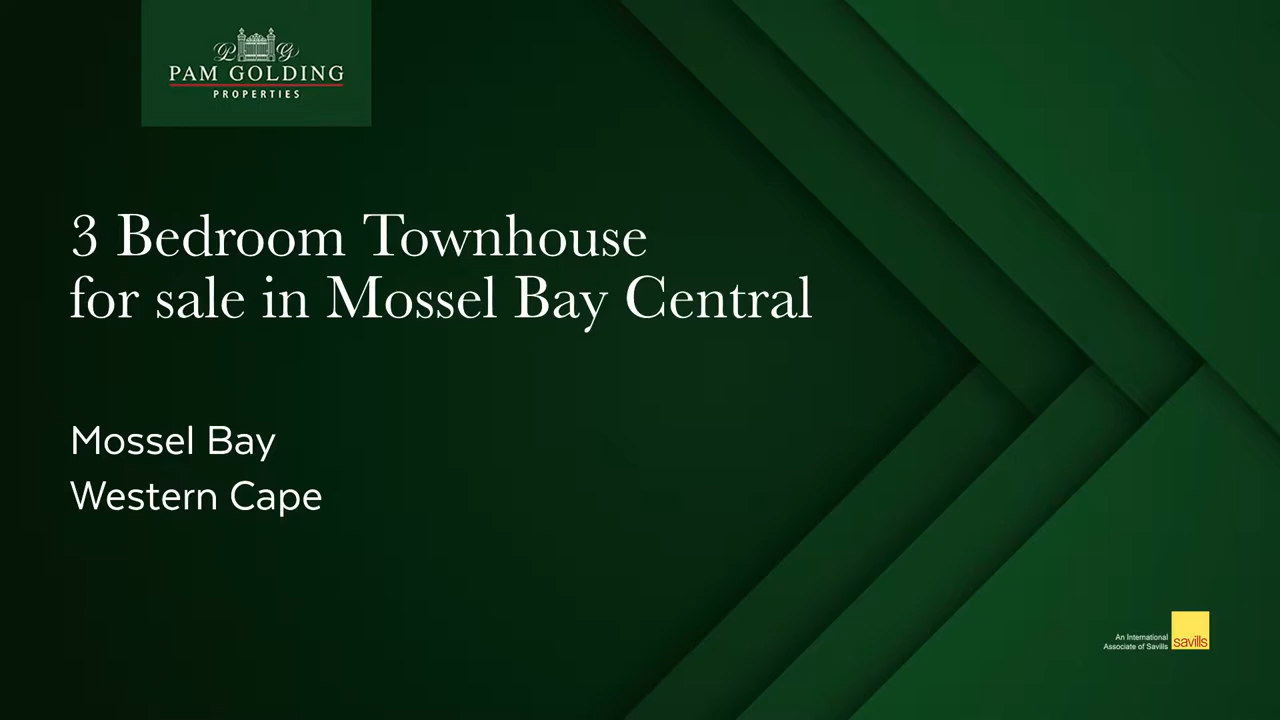 PG
PAM GOLDING
PROPERTIES
3 Bedroom Townhouse
for sale in Mossel Bay Central
Mossel Bay
Western Cape
An International
Associate of Savills
savills